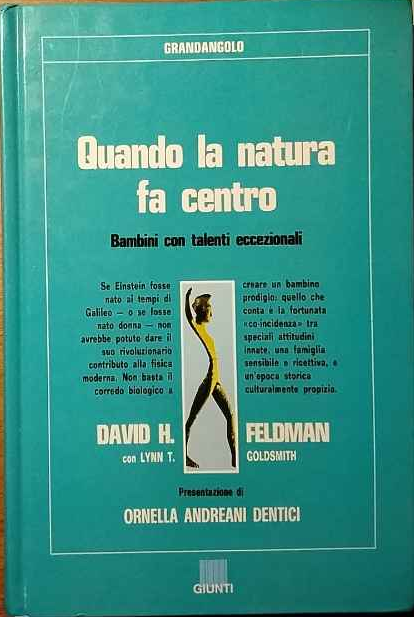 GRANDANGOLO
Quando la natura
fa centro
Bambini con talenti eccezionali
Se Einstein fosse
nato ai tempi di
Galileo — o se fosse
nato donna — non
avrebbe potuto dare il
suo rivoluzionario
contributo alla fisica
moderna. Non basta il
corredo biologico a
creare un bambino
prodigio: quello che
conta è la fortunata
«co-incidenza» tra
speciali attitudini
innate, una famiglia
sensibile e ricettiva, e
un'epoca storica
culturalmente propizia.
DAVID H. FELDMAN
con LYNN T. GOLDSMITH
Presentazione di
ORNELLA ANDREANI DENTICI
GIUNTI